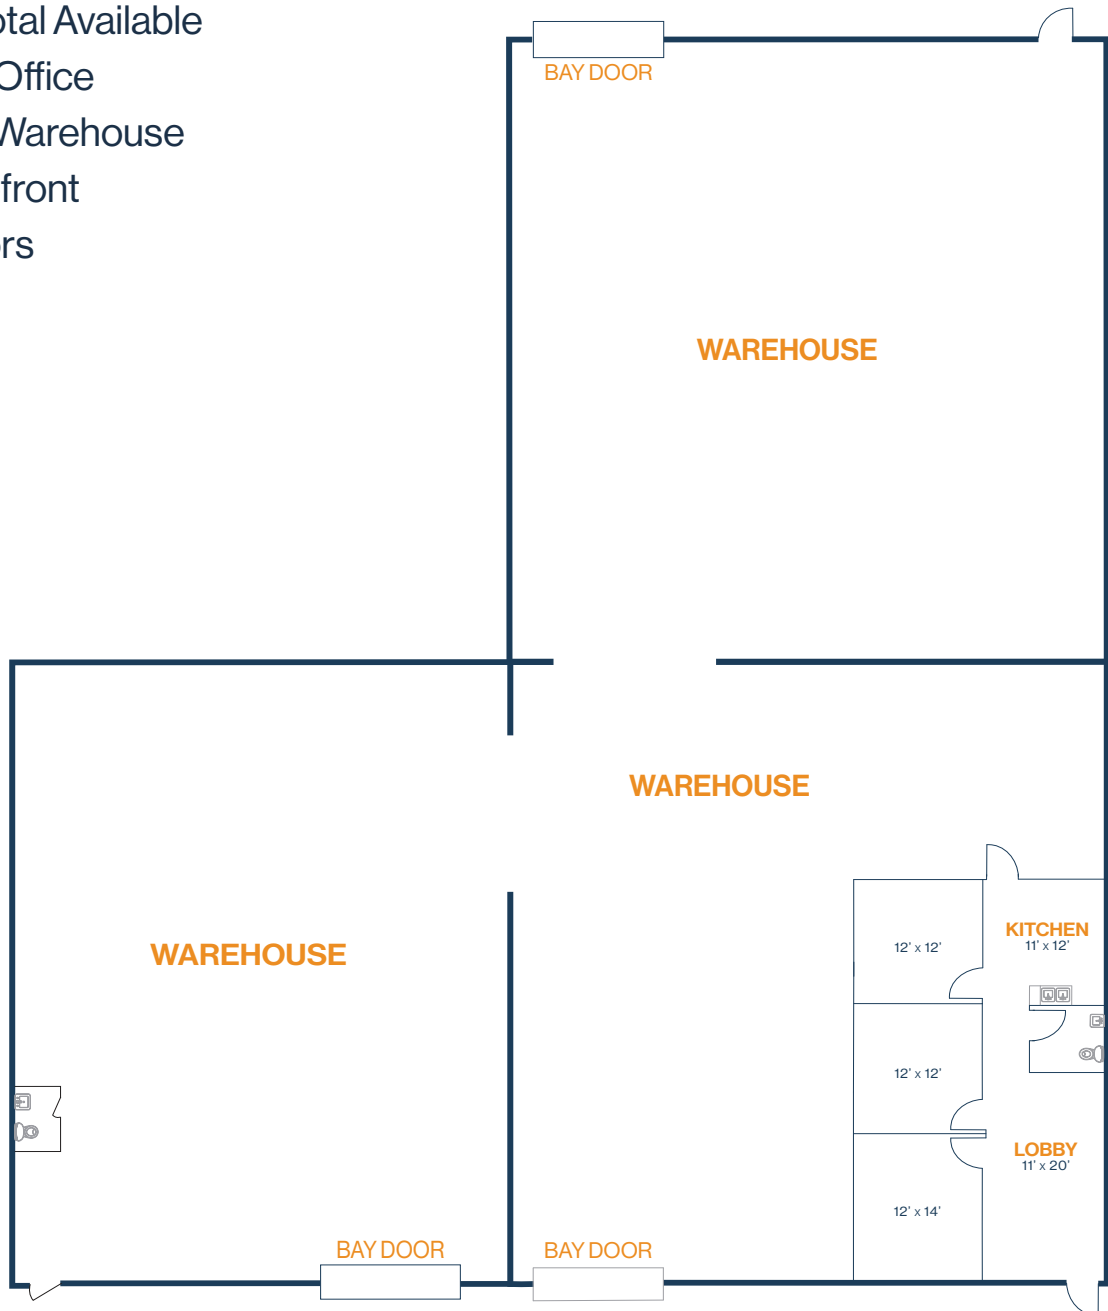 otal Available
Office
Warehouse
front
rs
BAY DOOR
WAREHOUSE
WAREHOUSE
WAREHOUSE
KITCHEN
11' x 12'
12' x 12'
12' x 12'
LOBBY
11' x 20'
12' x 14'
BAY DOOR
BAY DOOR